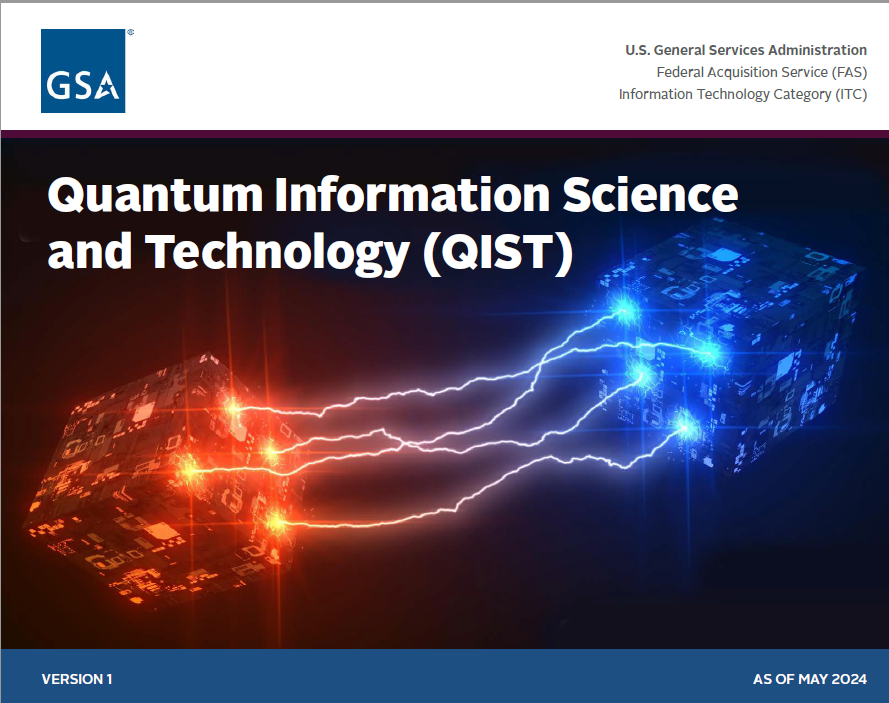 GSA
U.S. General Services Administration
Federal Acquisition Service (FAS)
Information Technology Category (ITC)
Quantum Information Science
and Technology (QIST)
VERSION 1
AS OF MAY 2024